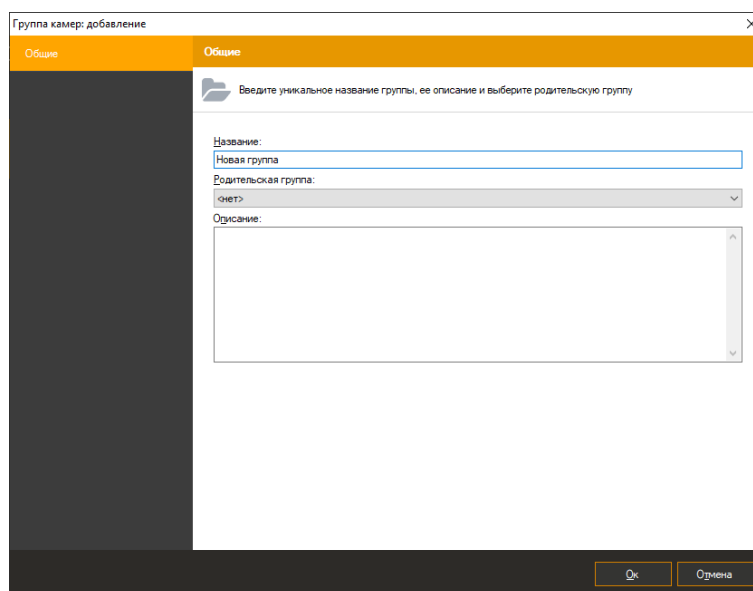 Группа камер: добавление
Общие
Общие
Введите уникальное название группы, ее описание и выберите родительскую группу
Название:
Новая группа
Родительская группа:
<нет>
Описание:
Ок
Отмена